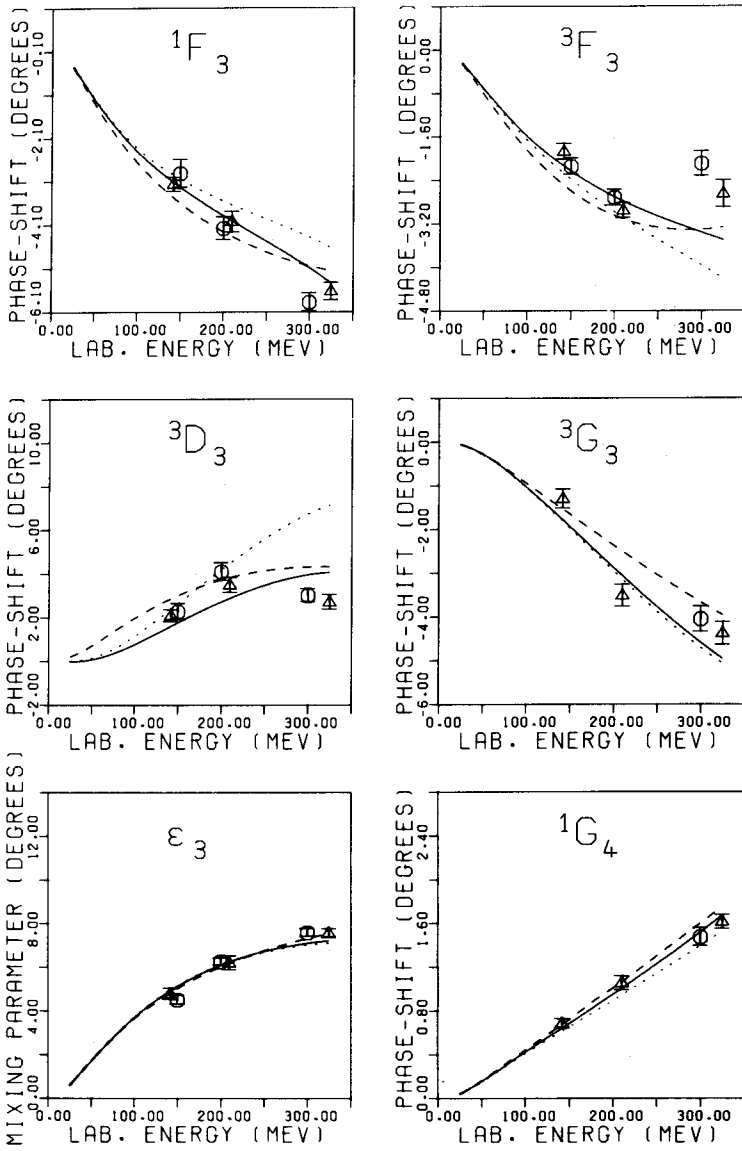 ¹F₃
PHASE-SHIFT (DEGREES)
-0.10
-2.10
-4.10
-6.10
0.00 100.00 200.00 300.00
LAB. ENERGY (MEV)
³F₃
PHASE-SHIFT (DEGREES)
0.00
-1.60
-3.20
-4.80
0.00 100.00 200.00 300.00
LAB. ENERGY (MEV)
³D₃
PHASE-SHIFT (DEGREES)
10.00
6.00
2.00
-2.00
0.00 100.00 200.00 300.00
LAB. ENERGY (MEV)
³G₃
PHASE-SHIFT (DEGREES)
0.00
-2.00
-4.00
-6.00
0.00 100.00 200.00 300.00
LAB. ENERGY (MEV)
ε₃
MIXING PARAMETER (DEGREES)
12.00
8.00
4.00
0.00
0.00 100.00 200.00 300.00
LAB. ENERGY (MEV)
¹G₄
PHASE-SHIFT (DEGREES)
2.40
1.60
0.80
0.00
0.00 100.00 200.00 300.00
LAB. ENERGY (MEV)